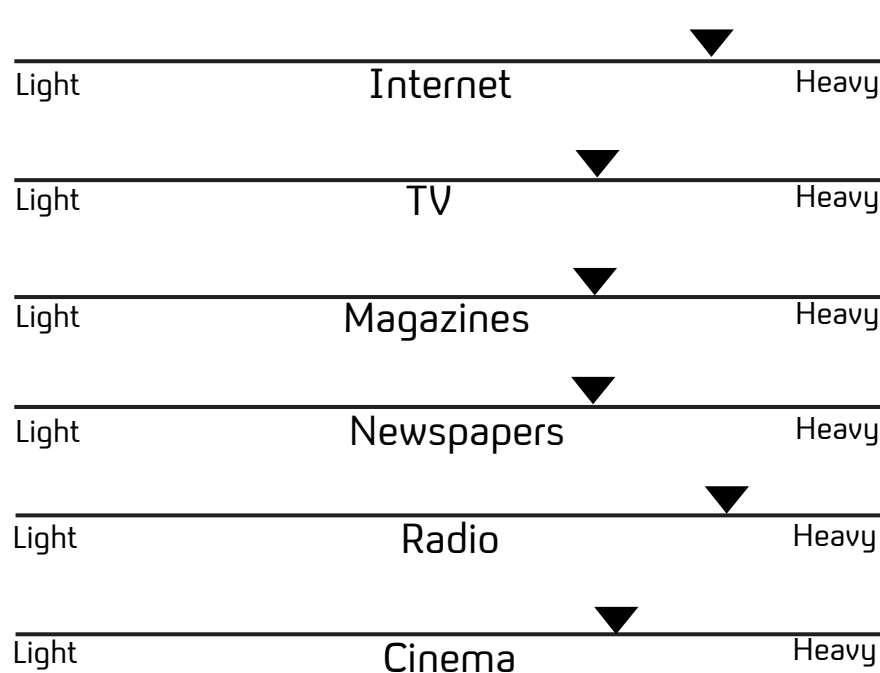 Light Internet Heavy
Light TV Heavy
Light Magazines Heavy
Light Newspapers Heavy
Light Radio Heavy
Light Cinema Heavy